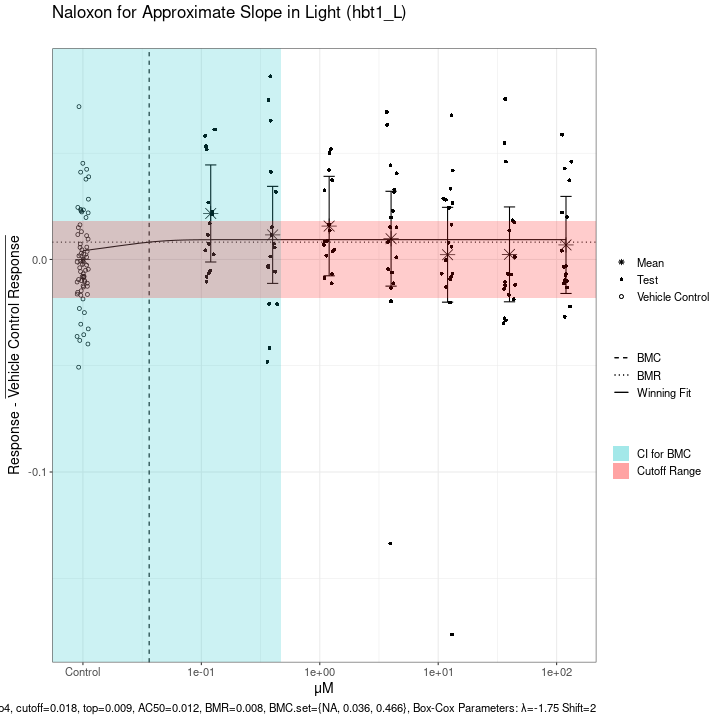 Naloxon for Approximate Slope in Light (hbt1_L)
Response - Vehicle Control Response
0.0
-0.1
Control
1e-01
1e+00
1e+01
1e+02
μM
Mean
Test
Vehicle Control
BMC
BMR
Winning Fit
CI for BMC
Cutoff Range
cutoff=0.018, top=0.009, AC50=0.012, BMR=0.008, BMC.set={NA, 0.036, 0.466}, Box-Cox Parameters: λ=-1.75 Shift=2